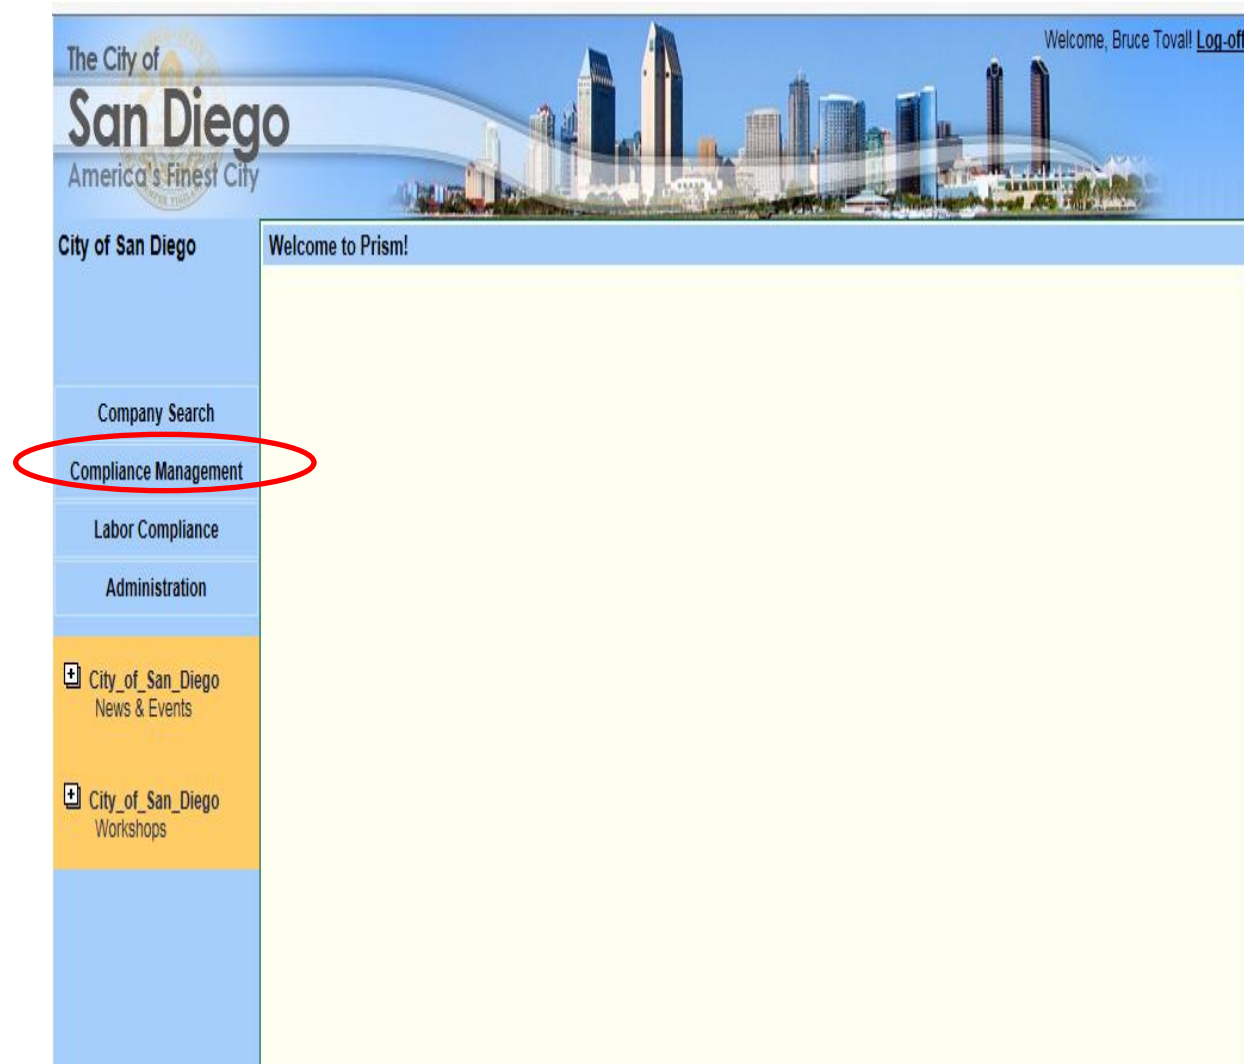 The City of
San Diego
America's Finest City
Welcome, Bruce Toval! Log-off
City of San Diego
Welcome to Prism!
Company Search
Compliance Management
Labor Compliance
Administration
City_of_San_Diego
News & Events
City_of_San_Diego
Workshops